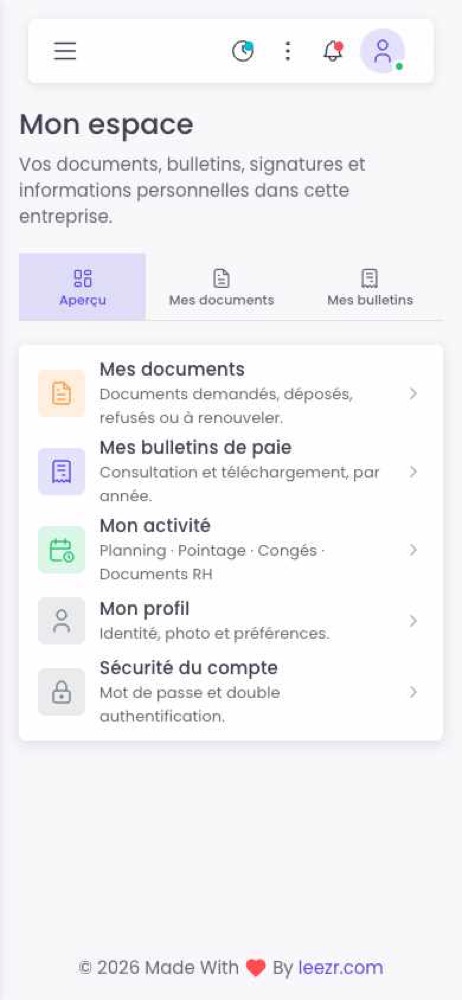 Mon espace
Vos documents, bulletins, signatures et
informations personnelles dans cette
entreprise.
Aperçu
Mes documents
Mes bulletins
Mes documents
Documents demandés, déposés,
refusés ou à renouveler.
Mes bulletins de paie
Consultation et téléchargement, par
année.
Mon activité
Planning · Pointage · Congés ·
Documents RH
Mon profil
Identité, photo et préférences.
Sécurité du compte
Mot de passe et double
authentification.
© 2026 Made With ❤ By leezr.com